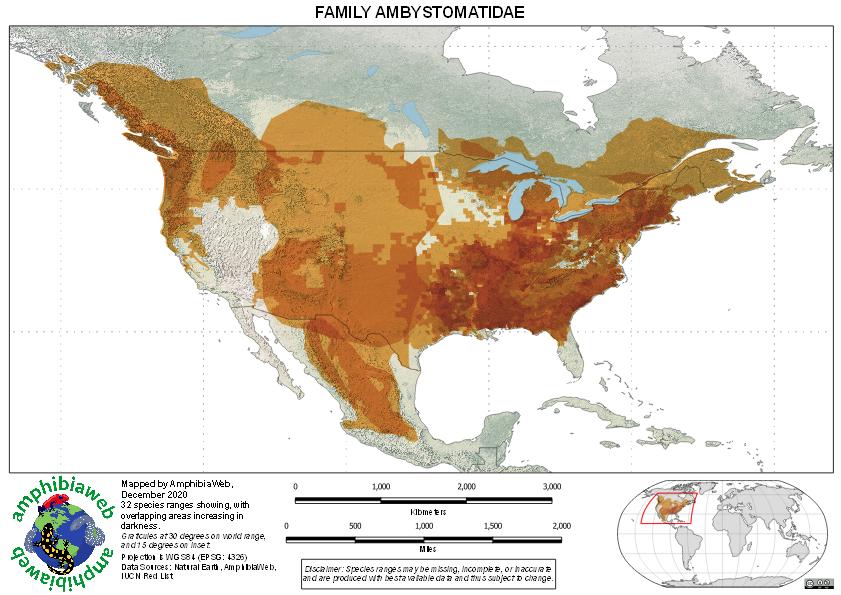 FAMILY AMBYSTOMATIDAE
amphibiaweb
amphibiaweb
Mapped by AmphibiaWeb,
December 2020
32 species ranges showing, with
overlapping areas increasing in
darkness.
Graticules at 30 degrees on world range,
and 15 degrees on inset.
Projection is WGS84 (EPSG: 4326)
Data Sources: Natural Earth, AmphibiaWeb,
IUCN Red List
0 1,000 2,000 3,000
Kilometers
0 500 1,000 1,500 2,000
Miles
Disclaimer: Species ranges may be missing, incomplete, or inaccurate
and are produced with best available data and thus subject to change.